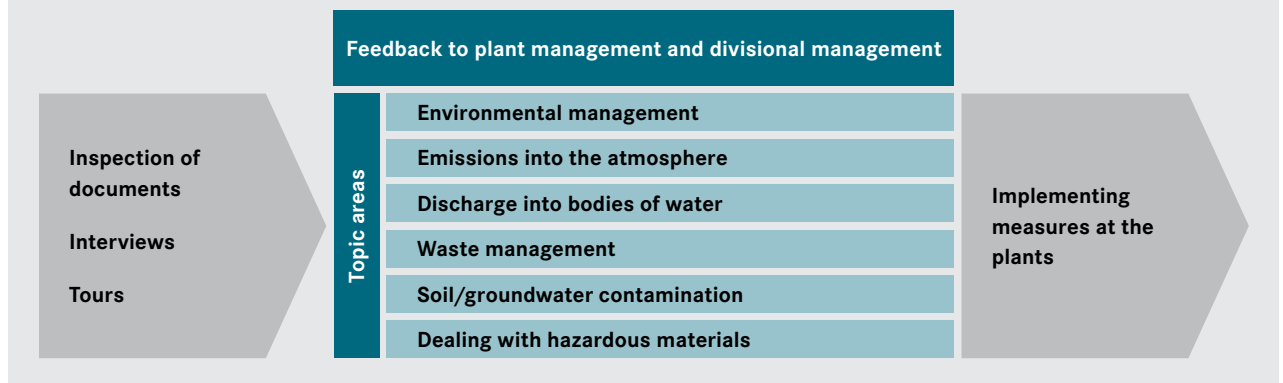 Feedback to plant management and divisional management
Inspection of
documents
Interviews
Tours
Topic areas
Environmental management
Emissions into the atmosphere
Discharge into bodies of water
Waste management
Soil/groundwater contamination
Dealing with hazardous materials
Implementing
measures at the
plants